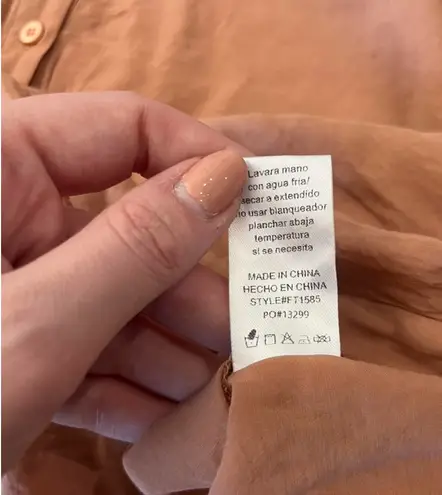 Lavara mano
con agua fria/
secar a extendido
no usar blanqueador
planchar abaja
temperatura
si se necesita
MADE IN CHINA
HECHO EN CHINA
STYLE#FT1585
PO#13299